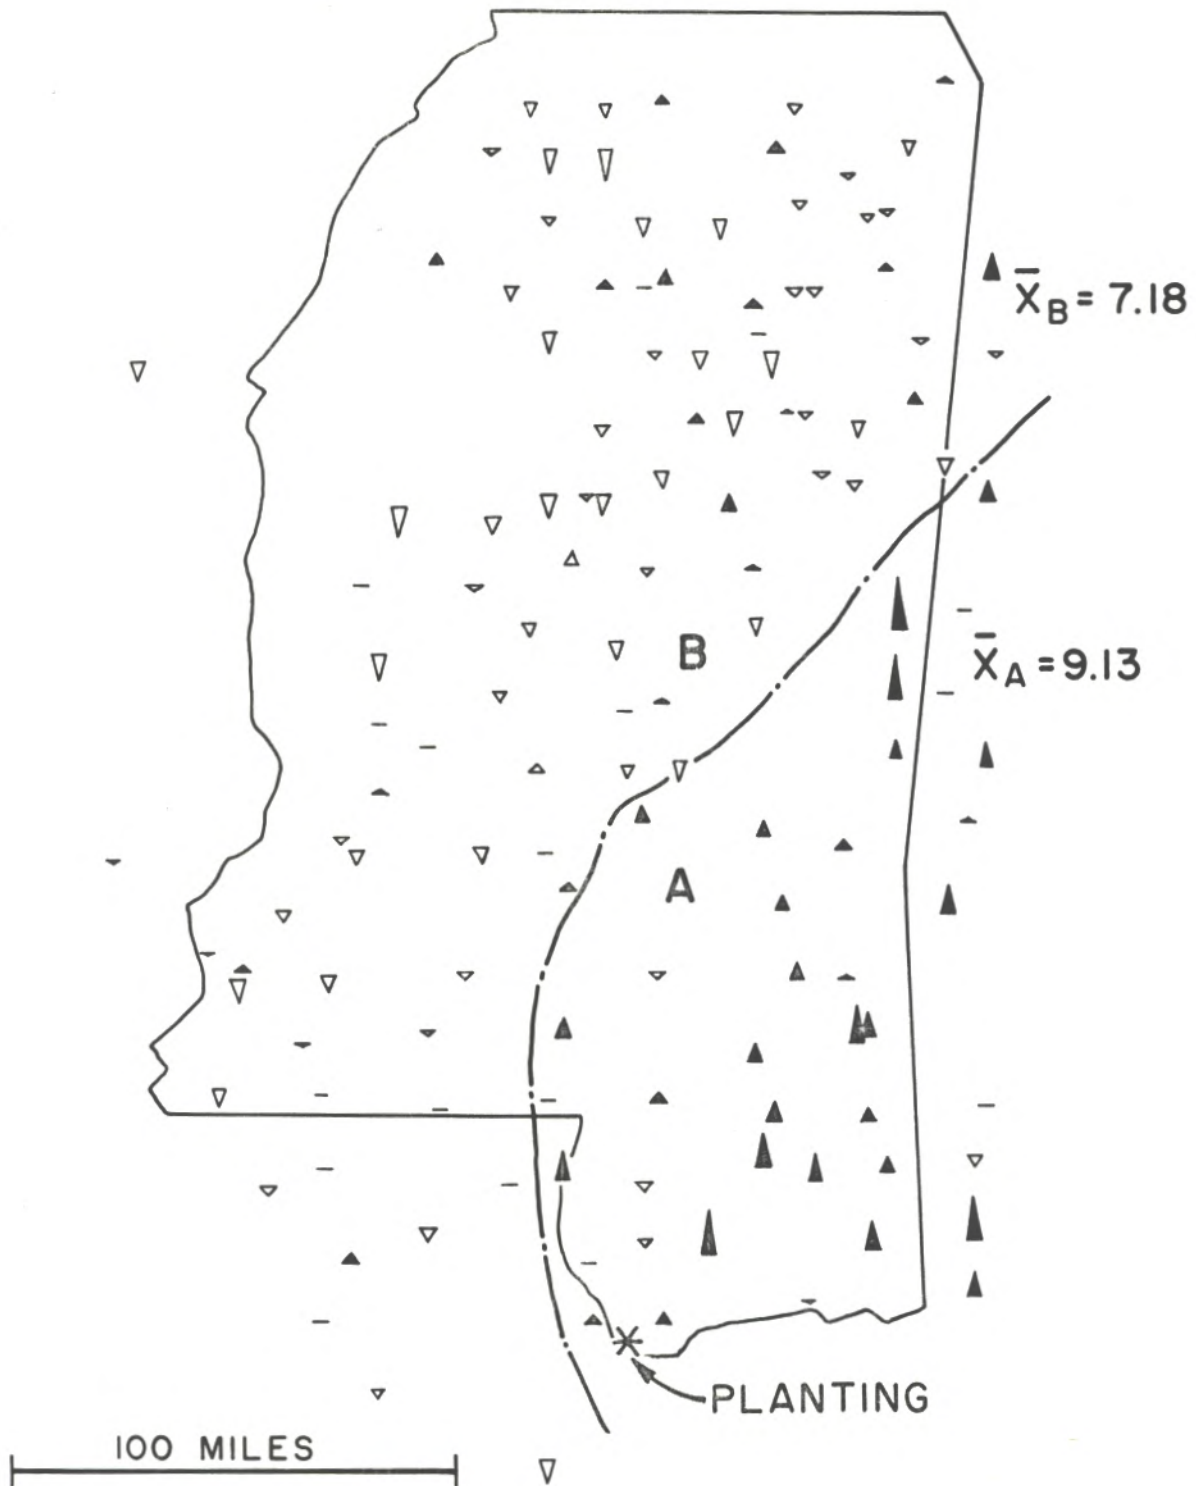 X̄B = 7.18
B
X̄A = 9.13
A
PLANTING
100 MILES